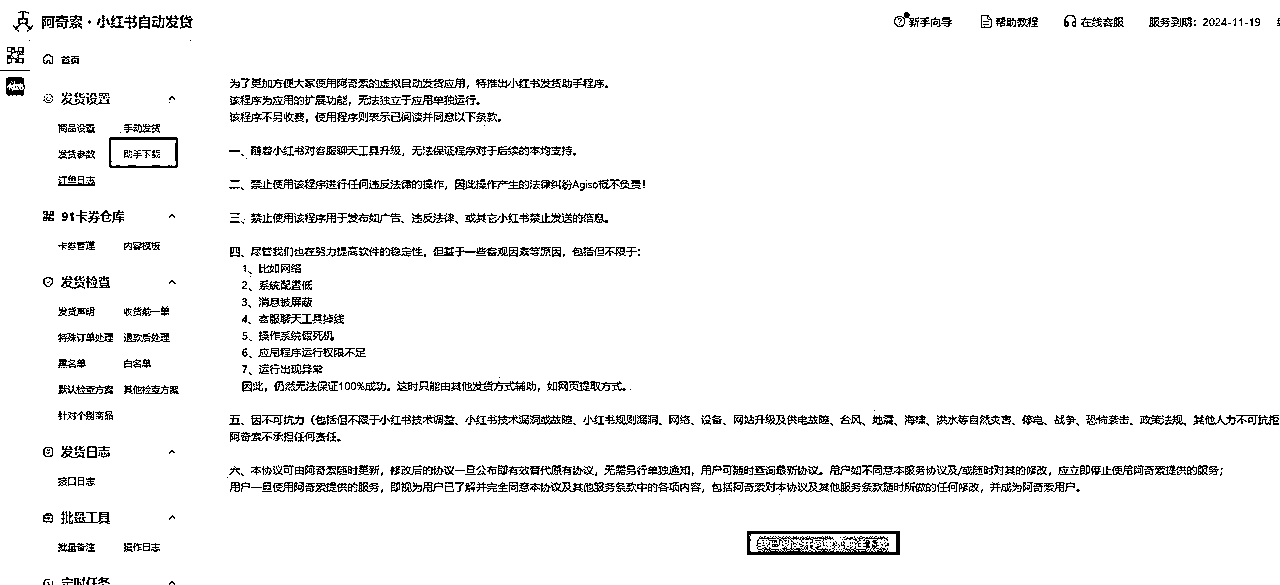 阿奇索·小红书自动发货
新手向导 帮助教程 在线客服 服务到期：2024-11-19
首页
发货设置
商品设置 手动发货
发货参数 助手下载
订单日志
91卡券仓库
卡券管理 内容模板
发货检查
发货声明 收货前一单
特殊订单处理 退款后处理
黑名单 白名单
默认检查方案 其他检查方案
针对个别商品
发货日志
接口日志
批量工具
批量备注 操作日志
定时任务
为了更加方便大家使用阿奇索的虚拟自动发货应用，特推出小红书发货助手程序。
该程序为应用的扩展功能，无法独立于应用单独运行。
该程序不另收费，使用程序则表示已阅读并同意以下条款。
一、随着小红书对客服聊天工具升级，无法保证程序对于后续的本均支持。
二、禁止使用该程序进行任何违反法律的操作，因此操作产生的法律纠纷Agiso概不负责！
三、禁止使用该程序用于发布如广告、违反法律、或其它小红书禁止发送的信息。
四、尽管我们也在努力提高软件的稳定性，但基于一些客观因素等原因，包括但不限于：
1、比如网络
2、系统配置低
3、消息被屏蔽
4、客服聊天工具掉线
5、操作系统假死机
6、应用程序运行权限不足
7、运行出现异常
因此，仍然无法保证100%成功。这时只能由其他发货方式辅助，如网页提取方式。
五、因不可抗力（包括但不限于小红书技术调整、小红书技术漏洞或故障、小红书规则漏洞、网络、设备、网站升级及供电故障、台风、地震、海啸、洪水等自然灾害、停电、战争、恐怖袭击、政策法规、其他人力不可抗拒
阿奇索不承担任何责任。
六、本协议可由阿奇索随时更新，修改后的协议一旦公布即有效替代原有协议，无需另行单独通知，用户可随时查询最新协议。用户如不同意本服务协议及/或随时对其的修改，应立即停止使用阿奇索提供的服务；
用户一旦使用阿奇索提供的服务，即视为用户已了解并完全同意本协议及其他服务条款中的各项内容，包括阿奇索对本协议及其他服务条款随时所做的任何修改，并成为阿奇索用户。